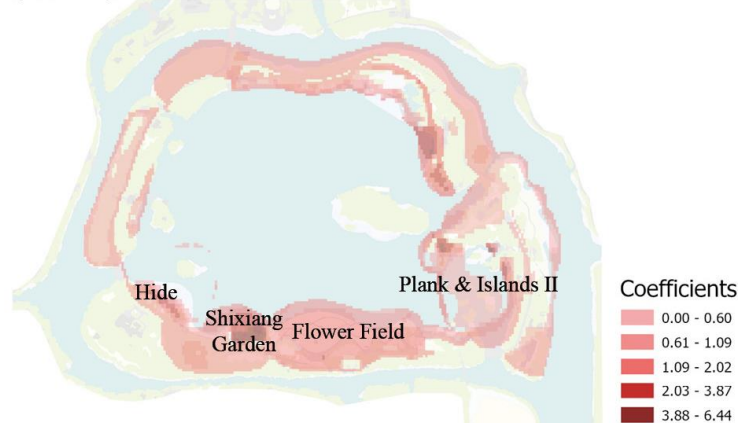 Hide
Plank & Islands II
Shixiang
Garden
Flower Field
Coefficients
0.00 - 0.60
0.61 - 1.09
1.09 - 2.02
2.03 - 3.87
3.88 - 6.44